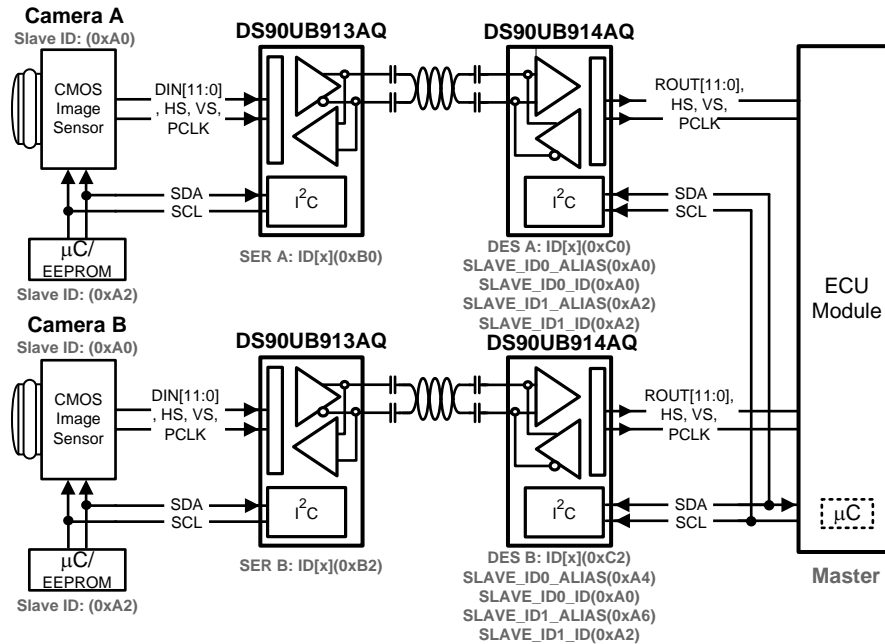 Camera A
Slave ID: (0xA0)
CMOS
Image
Sensor
DIN[11:0]
, HS, VS,
PCLK
SDA
SCL
µC/
EEPROM
Slave ID: (0xA2)
DS90UB913AQ
I2C
SER A: ID[x](0xB0)
DS90UB914AQ
I2C
DES A: ID[x](0xC0)
SLAVE_ID0_ALIAS(0xA0)
SLAVE_ID0_ID(0xA0)
SLAVE_ID1_ALIAS(0xA2)
SLAVE_ID1_ID(0xA2)
ROUT[11:0],
HS, VS,
PCLK
SDA
SCL
ECU
Module
Camera B
Slave ID: (0xA0)
CMOS
Image
Sensor
DIN[11:0]
, HS, VS,
PCLK
SDA
SCL
µC/
EEPROM
Slave ID: (0xA2)
DS90UB913AQ
I2C
SER B: ID[x](0xB2)
DS90UB914AQ
I2C
DES B: ID[x](0xC2)
SLAVE_ID0_ALIAS(0xA4)
SLAVE_ID0_ID(0xA0)
SLAVE_ID1_ALIAS(0xA6)
SLAVE_ID1_ID(0xA2)
ROUT[11:0],
HS, VS,
PCLK
SDA
SCL
µC
Master